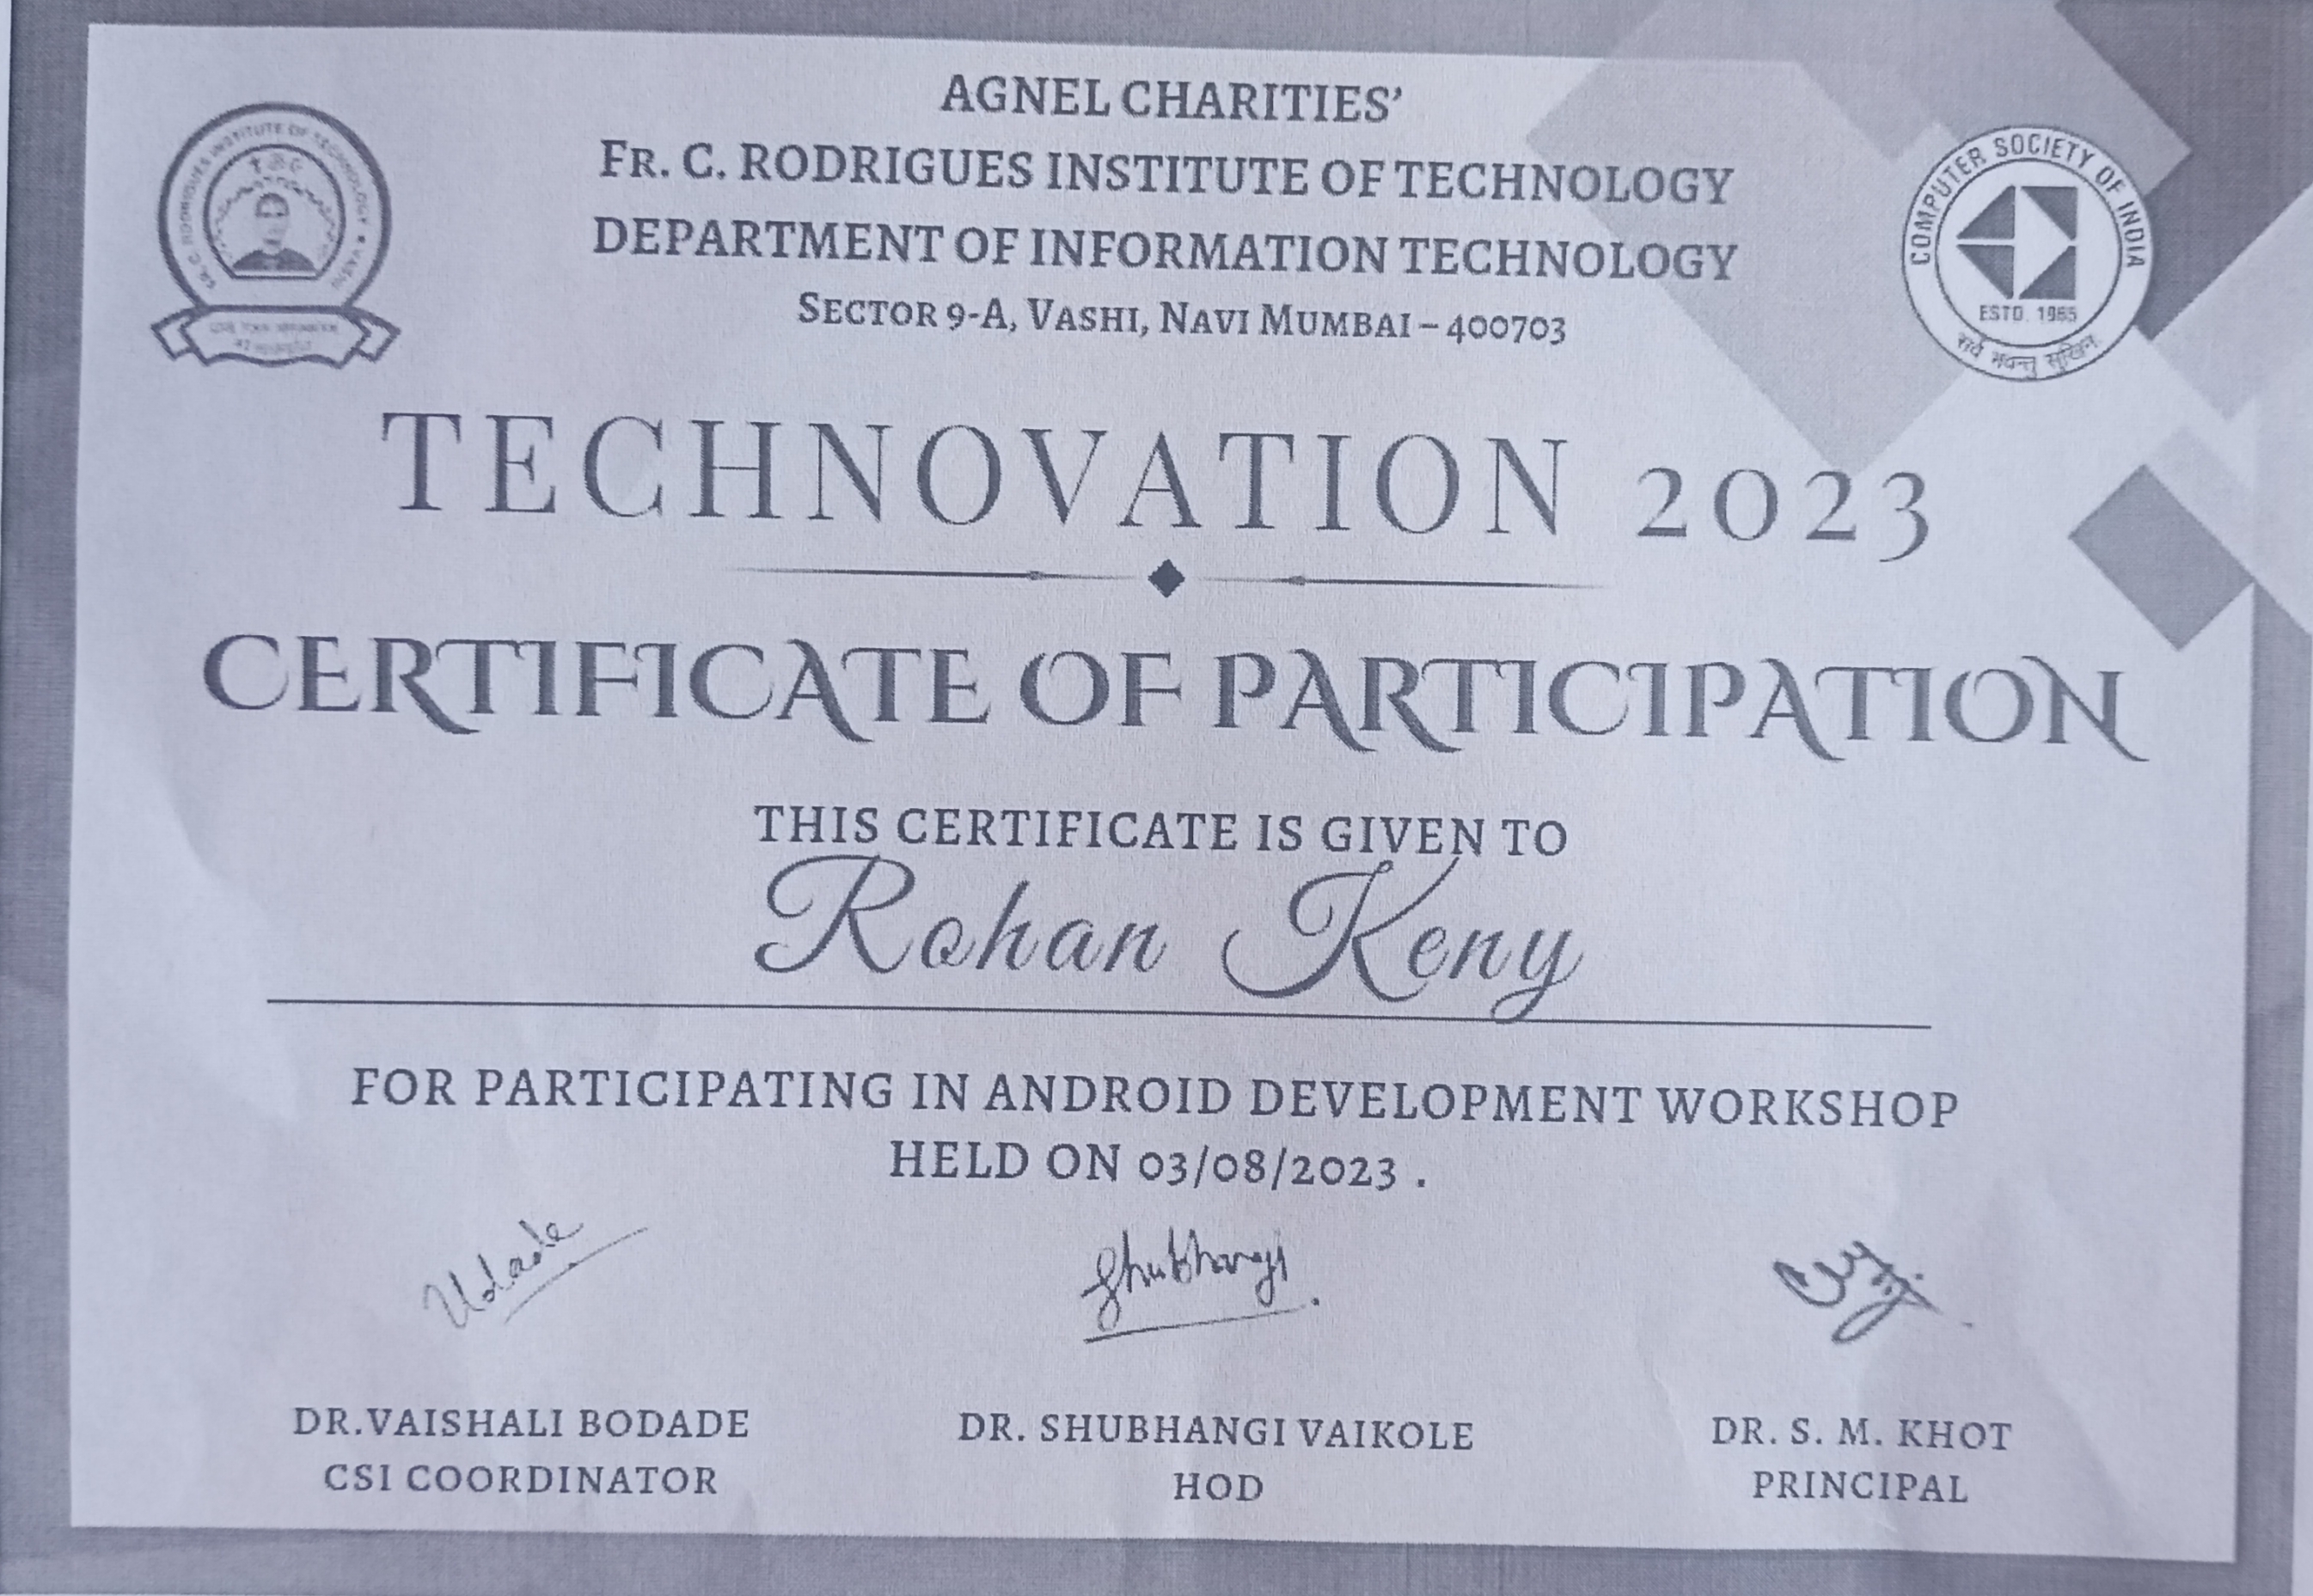 AGNEL CHARITIES’
FR. C. RODRIGUES INSTITUTE OF TECHNOLOGY
DEPARTMENT OF INFORMATION TECHNOLOGY
SECTOR 9-A, VASHI, NAVI MUMBAI – 400703
FR. C. RODRIGUES INSTITUTE OF TECHNOLOGY • VASHI
COMPUTER SOCIETY OF INDIA
ESTD. 1965
सर्वे भवन्तु सुखिन:
TECHNOVATION 2023
CERTIFICATE OF PARTICIPATION
THIS CERTIFICATE IS GIVEN TO
Rohan Keny
FOR PARTICIPATING IN ANDROID DEVELOPMENT WORKSHOP
HELD ON 03/08/2023 .
Shubhangi
DR.VAISHALI BODADE
CSI COORDINATOR
DR. SHUBHANGI VAIKOLE
HOD
DR. S. M. KHOT
PRINCIPAL